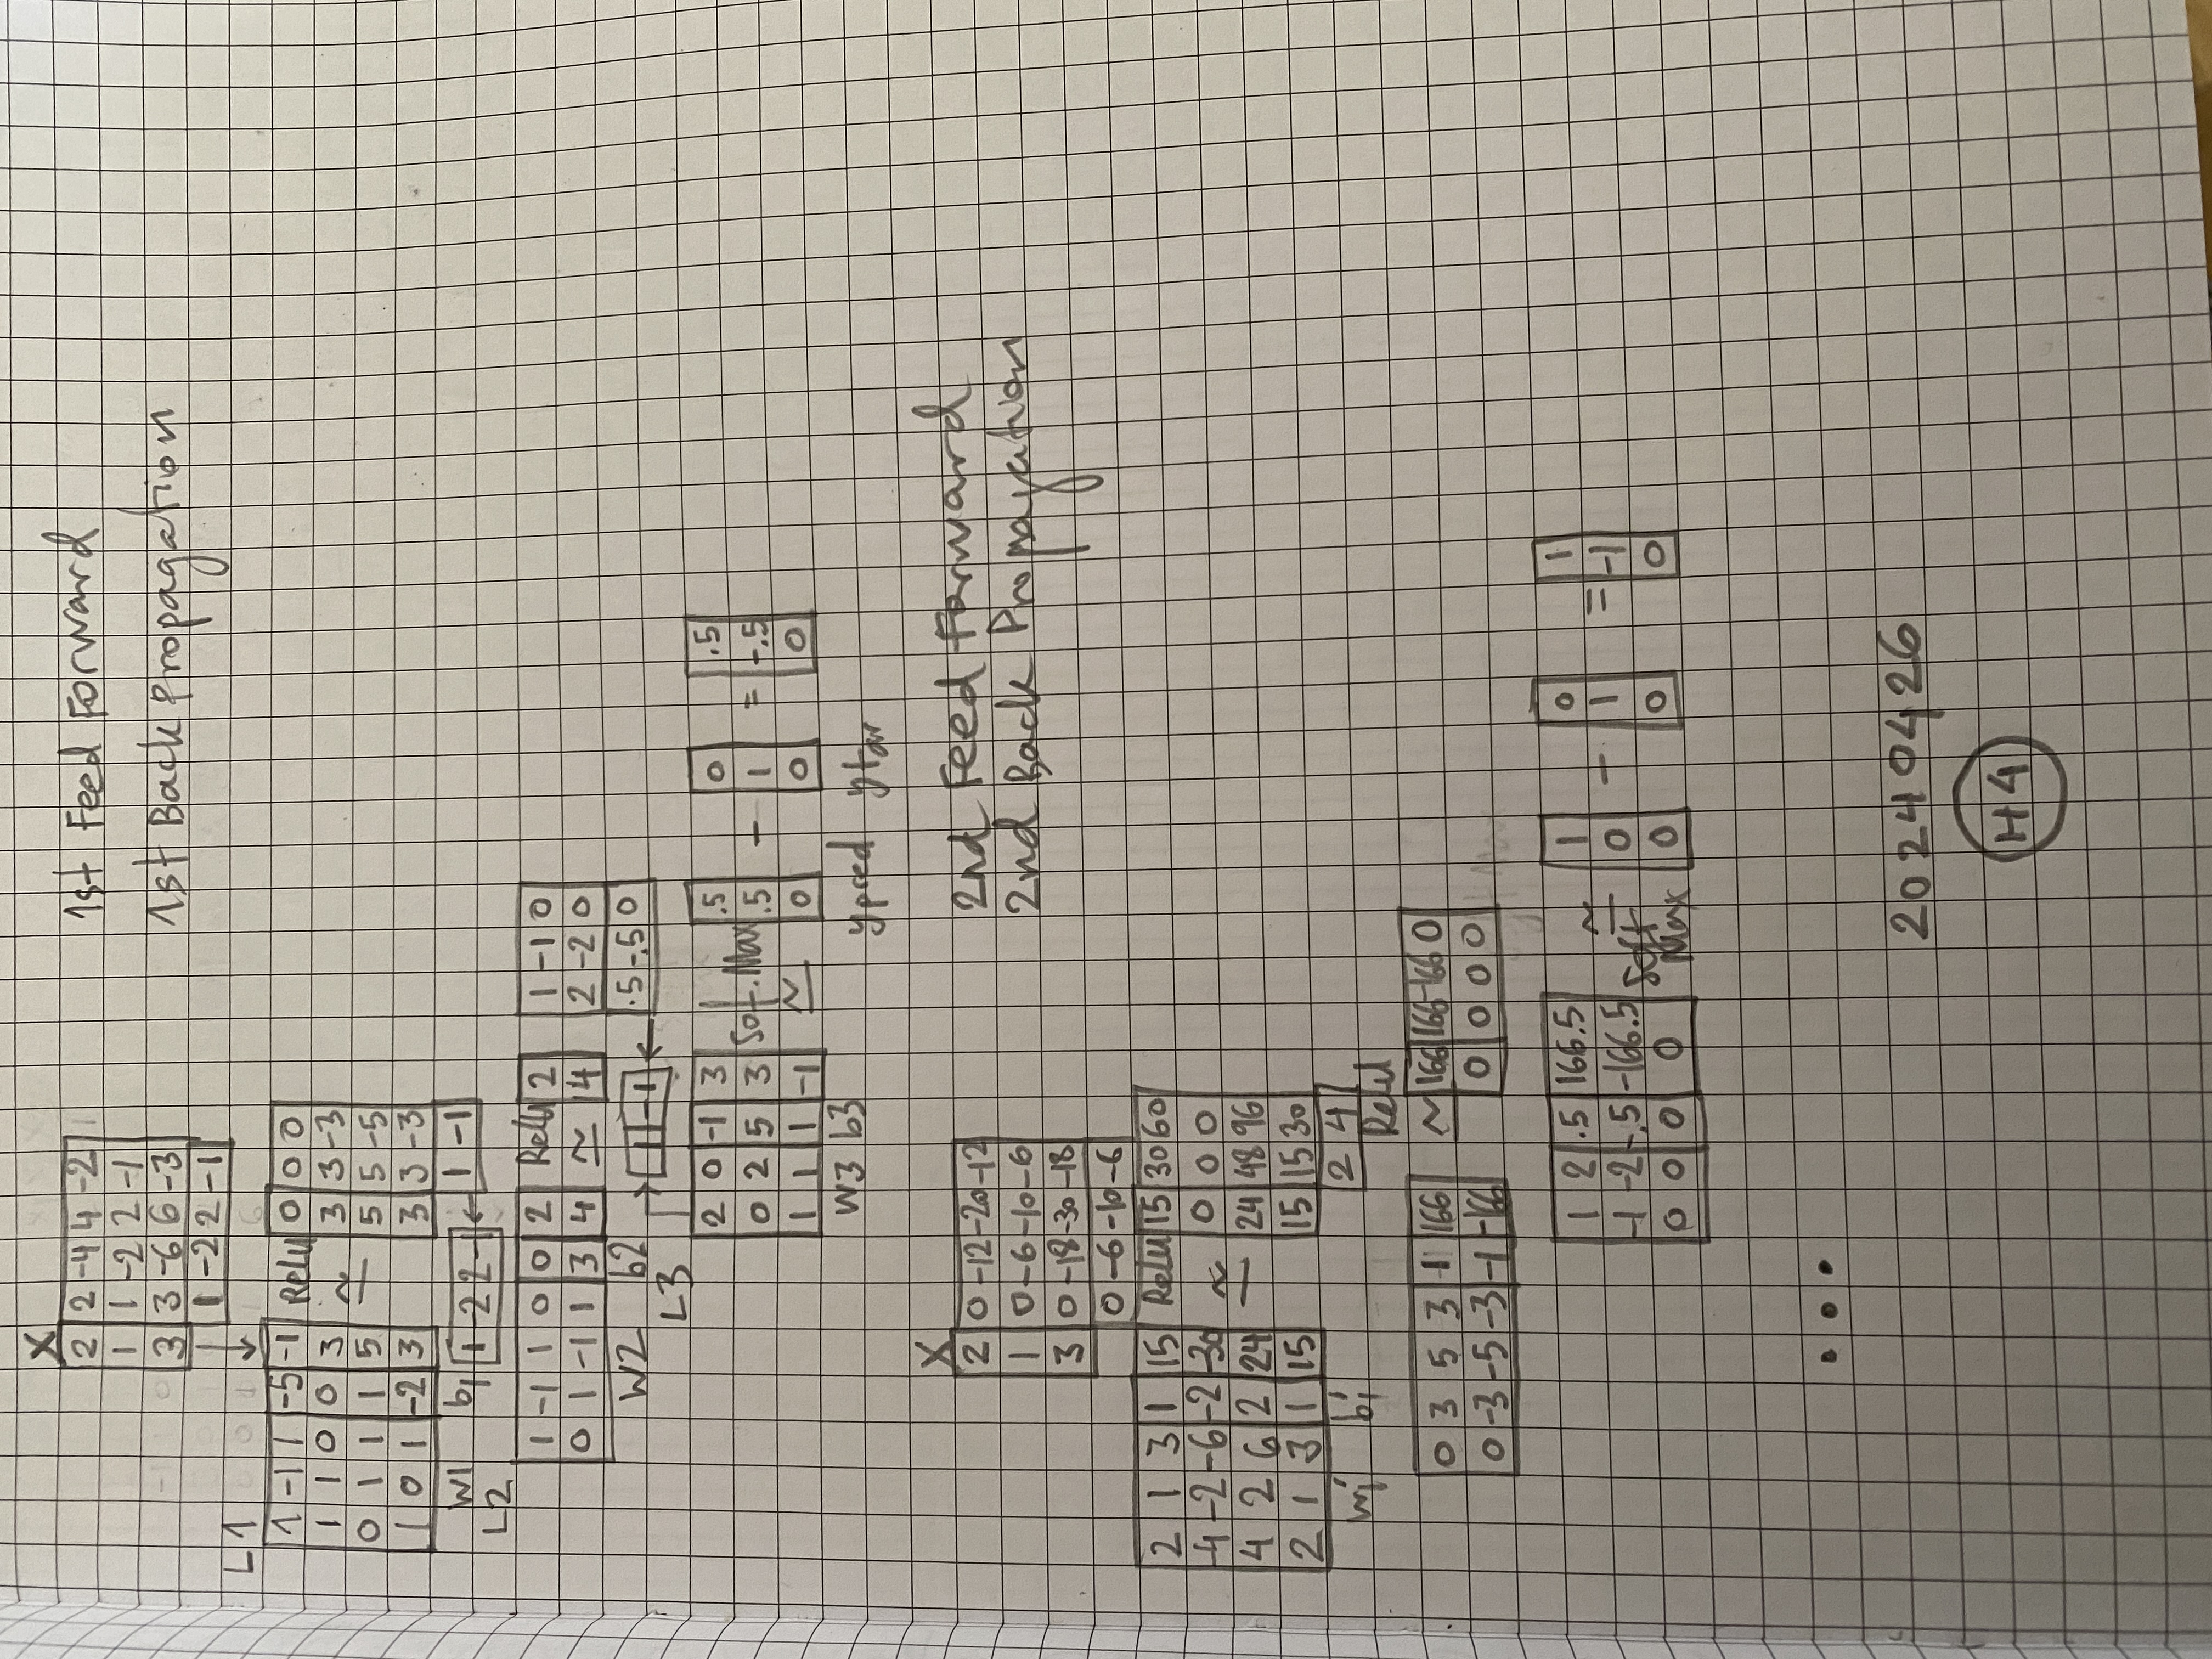 X
2 2 -4 4 -2 1st Feed Forward
1 1 -2 2 -1
3 3 -6 6 -3 1st Back Propagation
1 -2 2 -1
L1
1 -1 1 -5 -1 Relu 0 0 0
1 1 0 0 3 ≃ 3 3 -3
0 1 1 1 5 5 5 -5
1 0 1 -2 3 3 3 -3
W1 b1 1 -2 2 -1 ← 1 -1
L2
1 -1 1 0 0 2 Relu 2 1 -1 0
0 1 -1 1 3 4 ≃ 4 2 -2 0
W2 b2 → 1 -1 ← .5 -.5 0
L3
2 0 -1 3 .5 0 .5
0 2 5 3 Soft.Max .5 - 1 = -.5
1 1 1 -1 ≃ 0 0 0
W3 b3 ypred ytar
X
2 0 -12 -20 -12 2nd Feed Forward
1 0 -6 -10 -6 2nd Back Propagation
3 0 -18 -30 -18
0 -6 -10 -6
2 1 3 1 15 Relu 15 30 60
-4 -2 -6 -2 -30 ≃ 0 0 0
4 2 6 2 24 24 48 96
2 1 3 1 15 15 15 30
w1' b1' 2 4
Relu
0 3 5 3 1 166 ≃ 166 166 -166 0
0 -3 -5 -3 -1 -166 0 0 0 0
1 2 .5 166.5 ≃ 1 0 1
-1 -2 -.5 -166.5 Soft 0 - 1 = -1
0 0 0 0 Max 0 0 0
• • •
20240426
H4